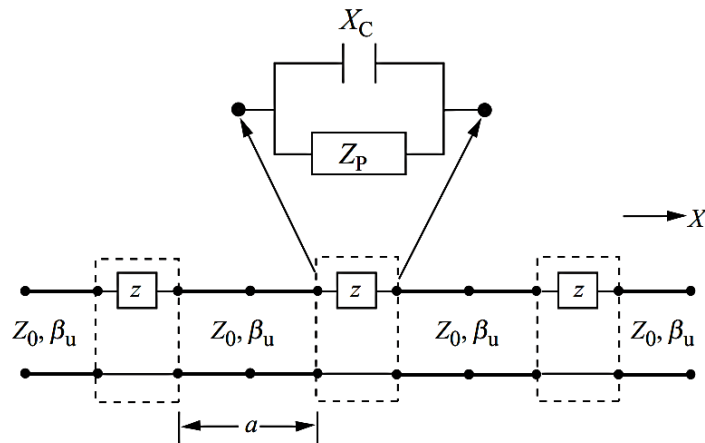 X_C
Z_P
X
z z z
Z_0, β_u Z_0, β_u Z_0, β_u Z_0, β_u
a